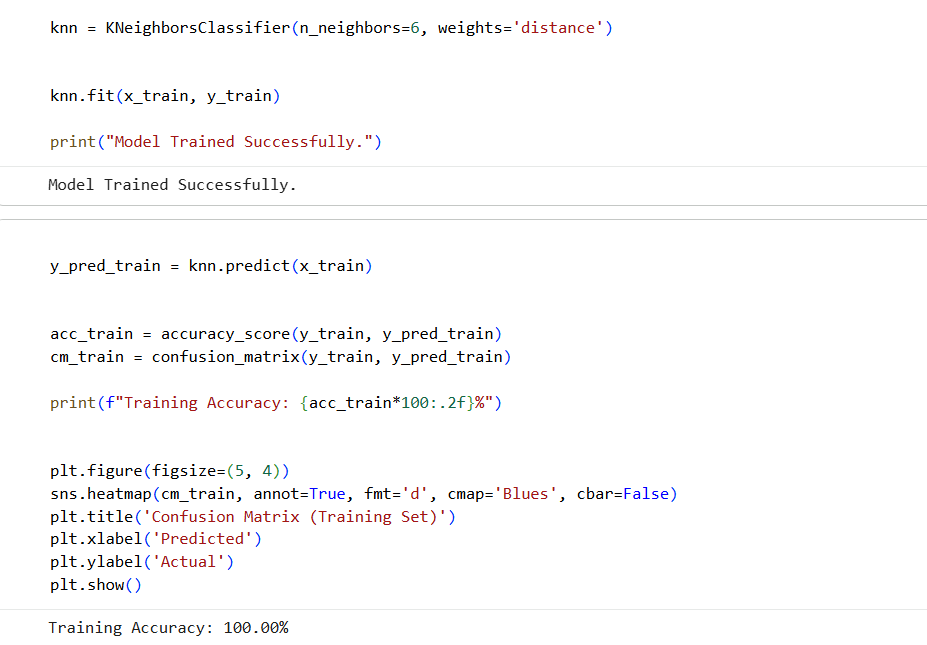 knn = KNeighborsClassifier(n_neighbors=6, weights='distance')
knn.fit(x_train, y_train)
print("Model Trained Successfully.")
Model Trained Successfully.
y_pred_train = knn.predict(x_train)
acc_train = accuracy_score(y_train, y_pred_train)
cm_train = confusion_matrix(y_train, y_pred_train)
print(f"Training Accuracy: {acc_train*100:.2f}%")
plt.figure(figsize=(5, 4))
sns.heatmap(cm_train, annot=True, fmt='d', cmap='Blues', cbar=False)
plt.title('Confusion Matrix (Training Set)')
plt.xlabel('Predicted')
plt.ylabel('Actual')
plt.show()
Training Accuracy: 100.00%